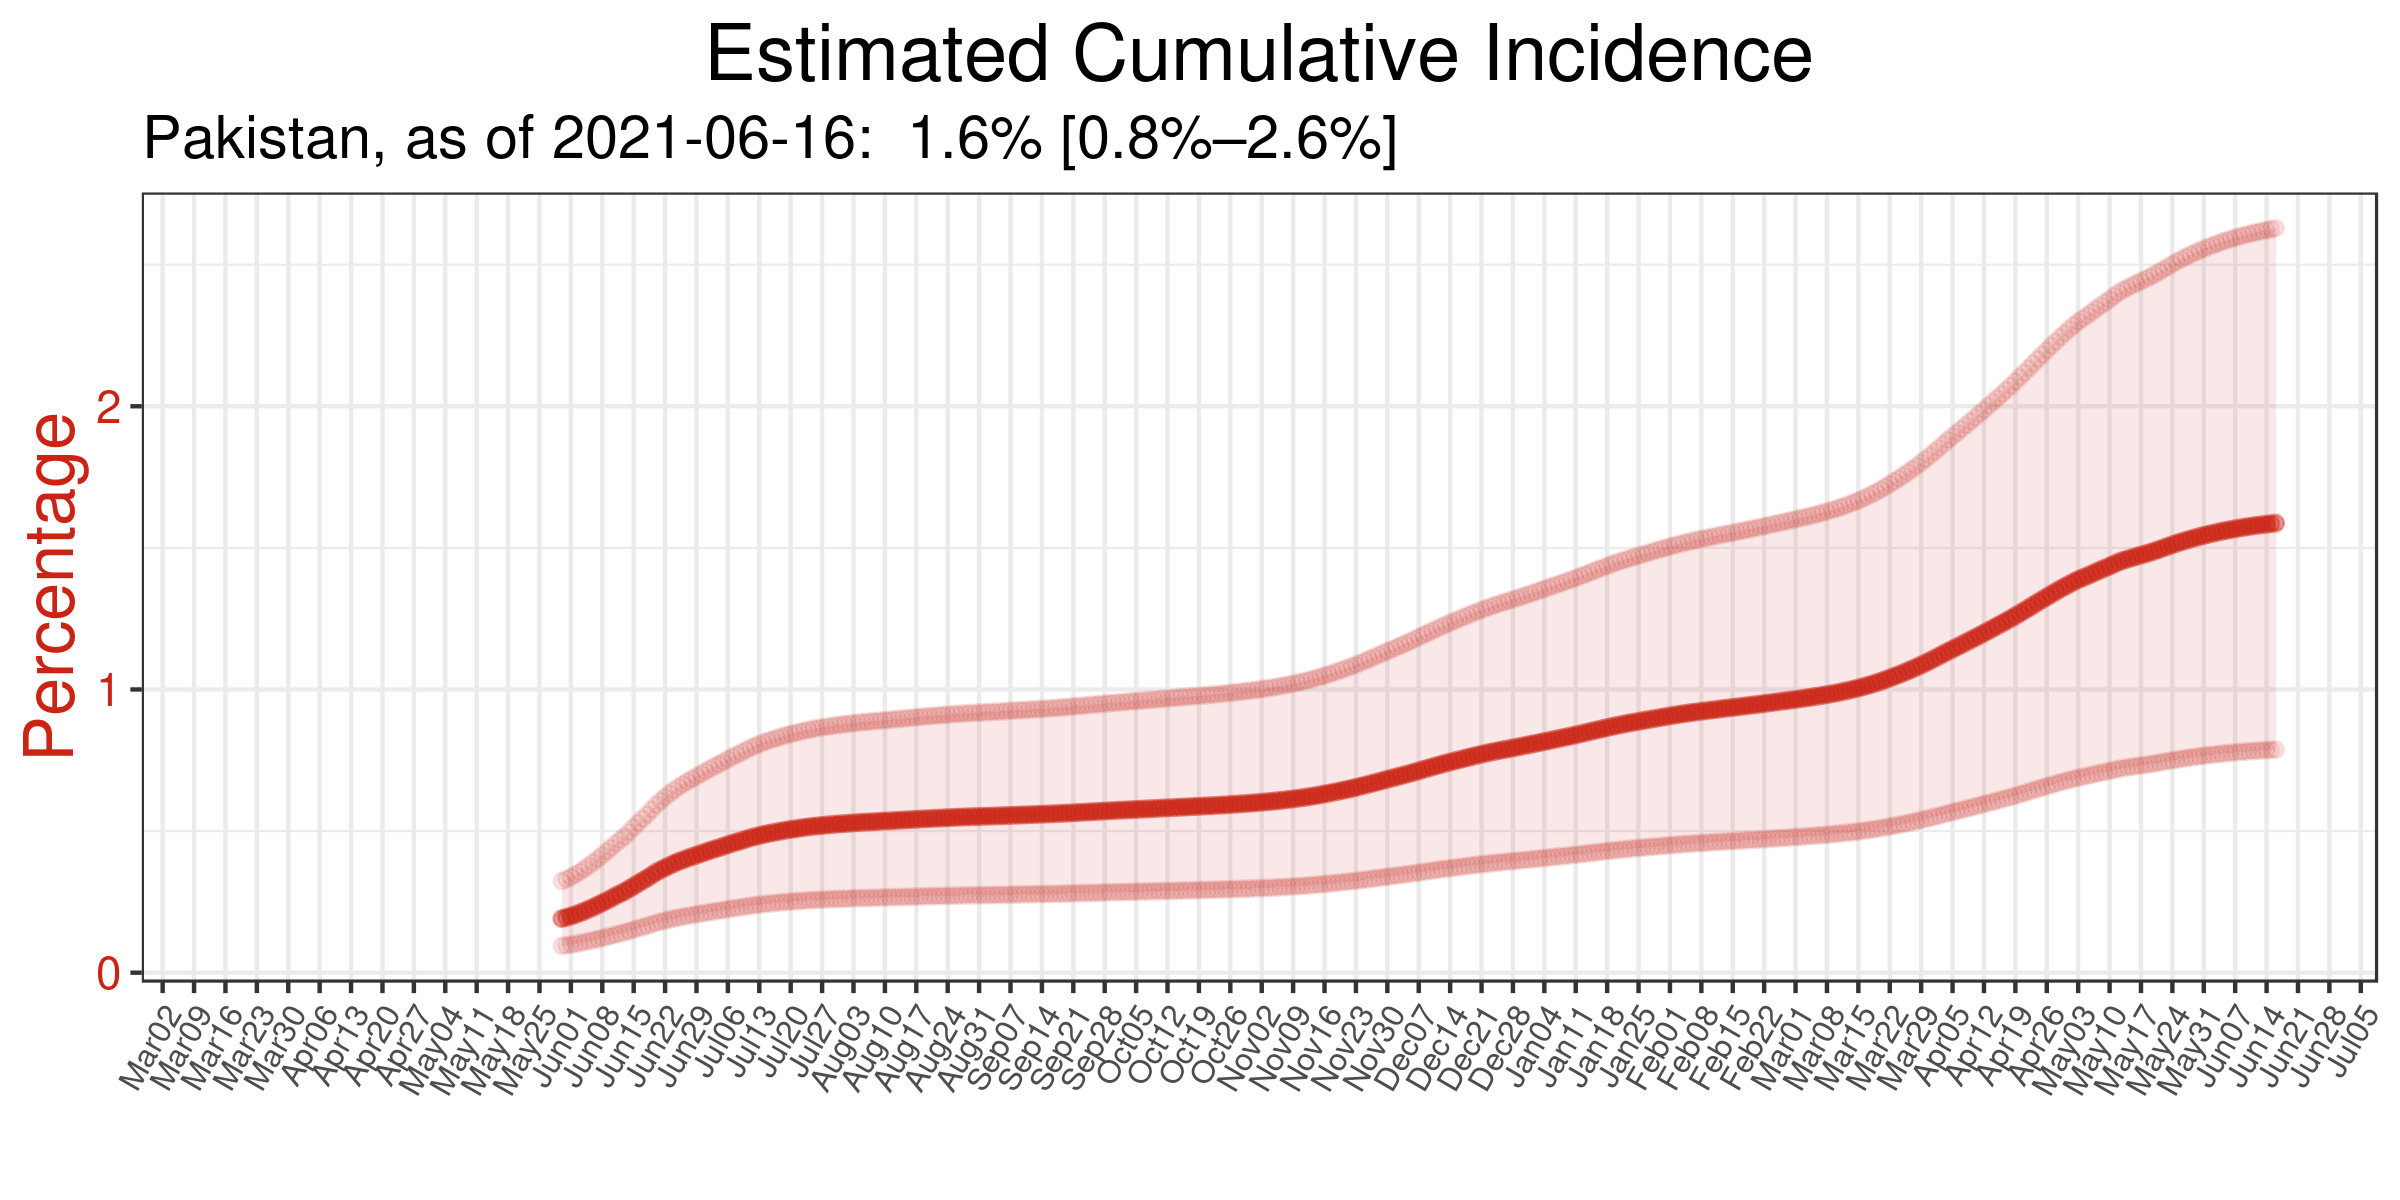 Estimated Cumulative Incidence
Pakistan, as of 2021-06-16:  1.6% [0.8%–2.6%]
Percentage
2
1
0
Mar02
Mar09
Mar16
Mar23
Mar30
Apr06
Apr13
Apr20
Apr27
May04
May11
May18
May25
Jun01
Jun08
Jun15
Jun22
Jun29
Jul06
Jul13
Jul20
Jul27
Aug03
Aug10
Aug17
Aug24
Aug31
Sep07
Sep14
Sep21
Sep28
Oct05
Oct12
Oct19
Oct26
Nov02
Nov09
Nov16
Nov23
Nov30
Dec07
Dec14
Dec21
Dec28
Jan04
Jan11
Jan18
Jan25
Feb01
Feb08
Feb15
Feb22
Mar01
Mar08
Mar15
Mar22
Mar29
Apr05
Apr12
Apr19
Apr26
May03
May10
May17
May24
May31
Jun07
Jun14
Jun21
Jun28
Jul05